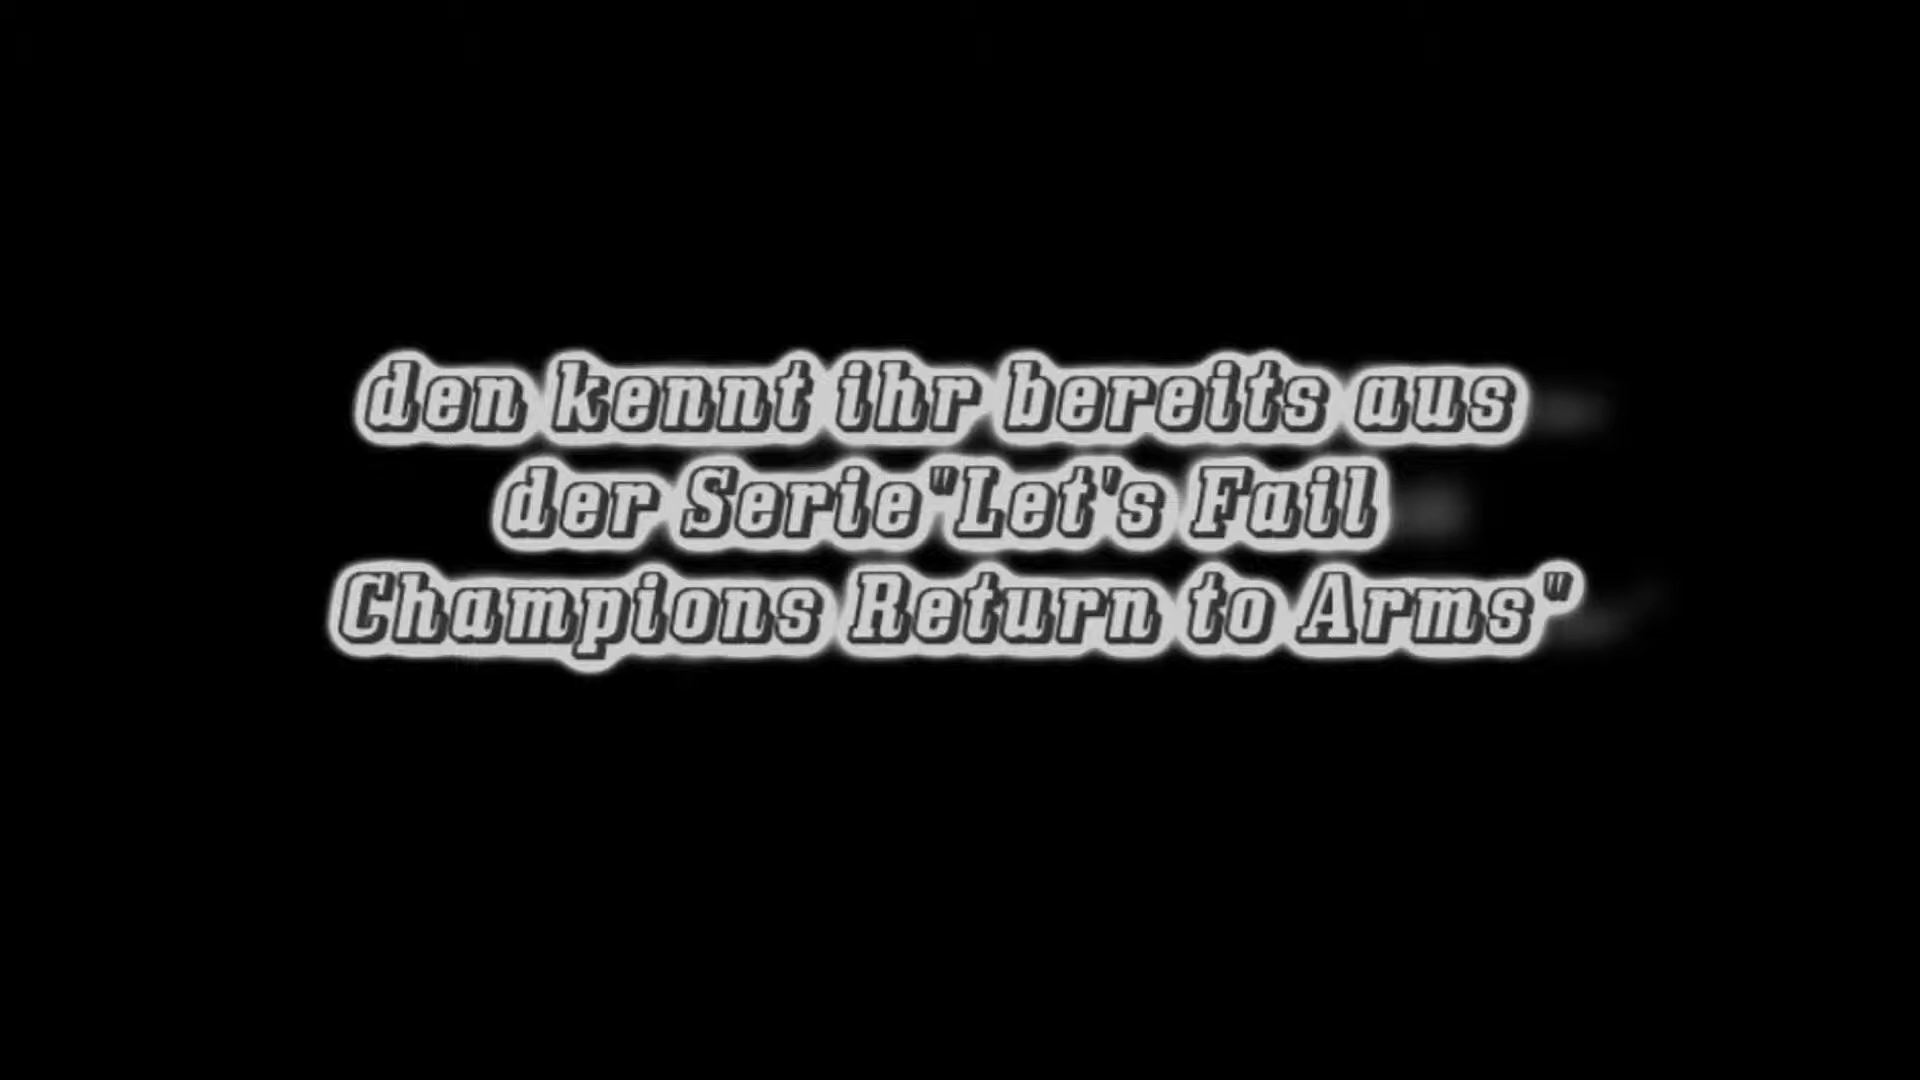 den kennt ihr bereits aus
der Serie"Let's Fail
Champions Return to Arms"